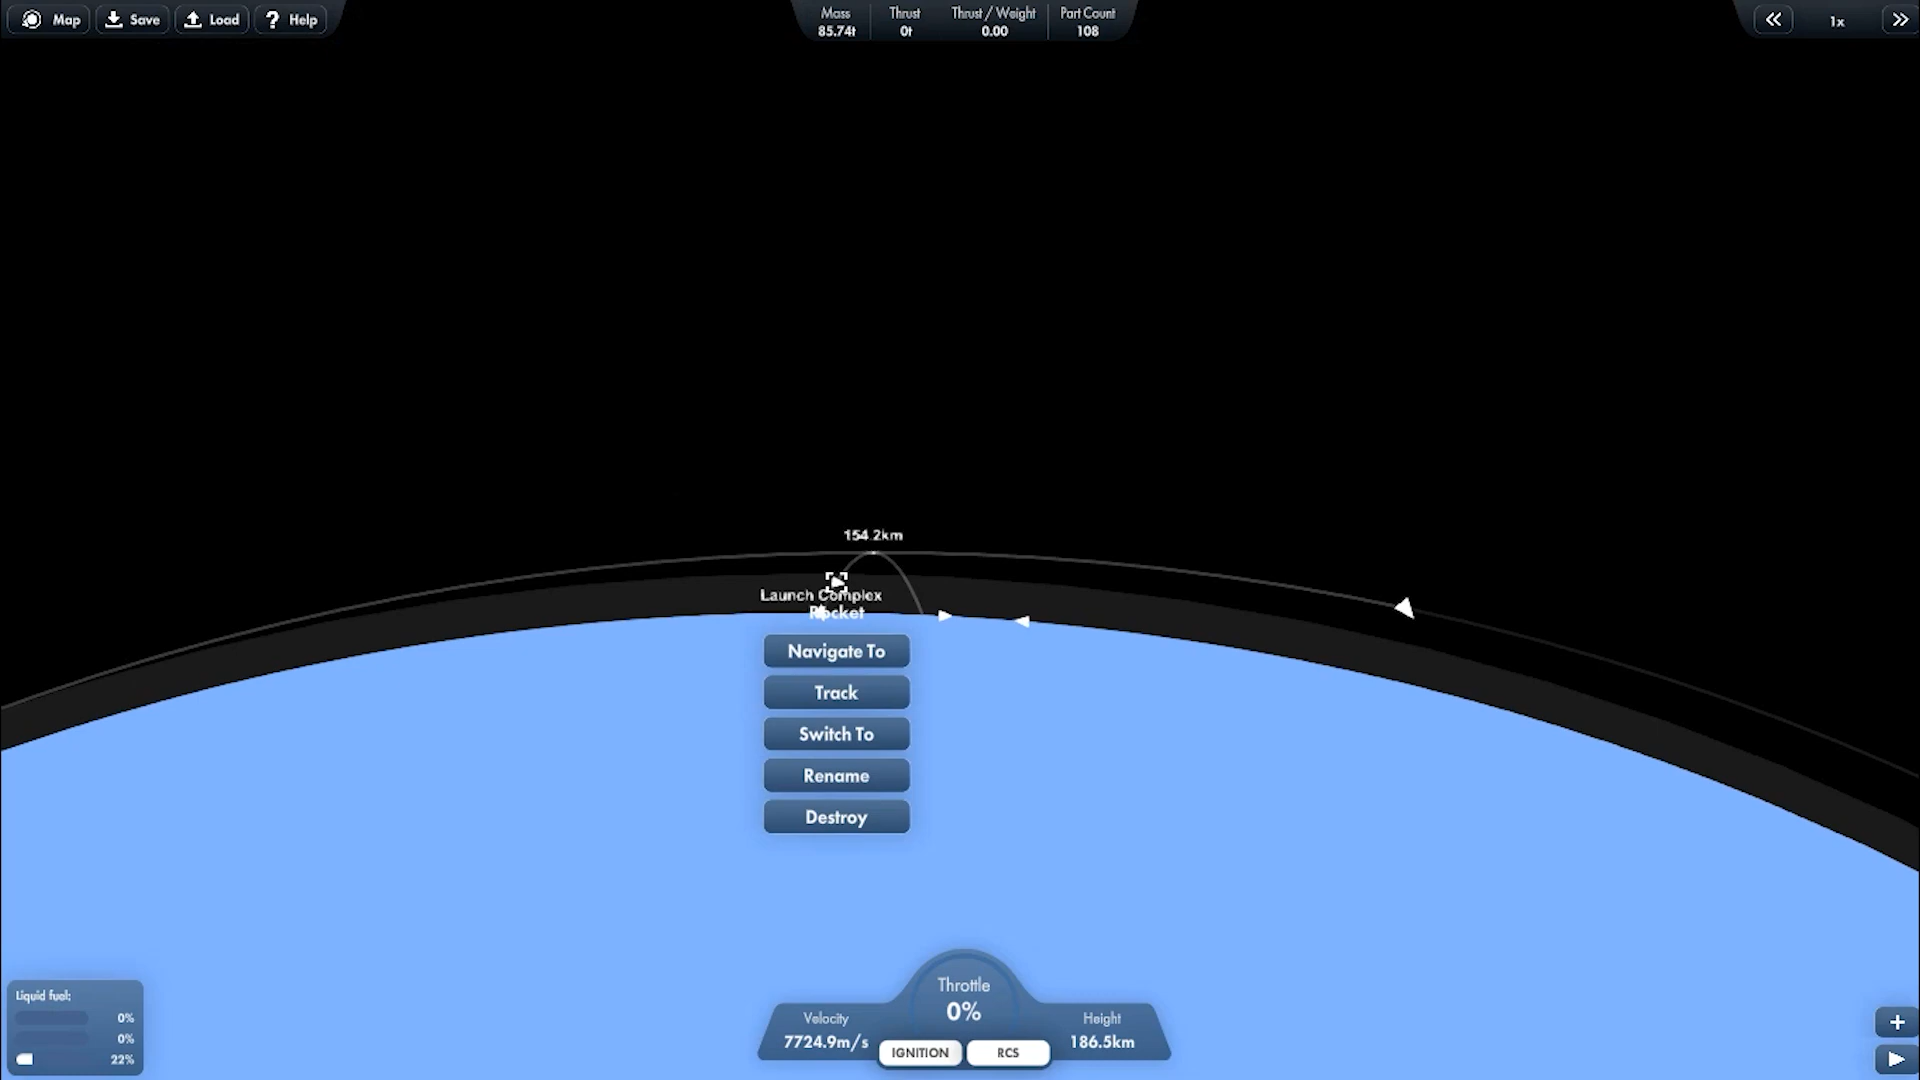 Map
Save
Load
? Help
Mass
85.74t
Thrust
0t
Thrust / Weight
0.00
Part Count
108
1x
154.2km
Launch Complex
Rocket
Navigate To
Track
Switch To
Rename
Destroy
Liquid fuel:
0%
0%
22%
Throttle
0%
Velocity
7724.9m/s
IGNITION
RCS
Height
186.5km